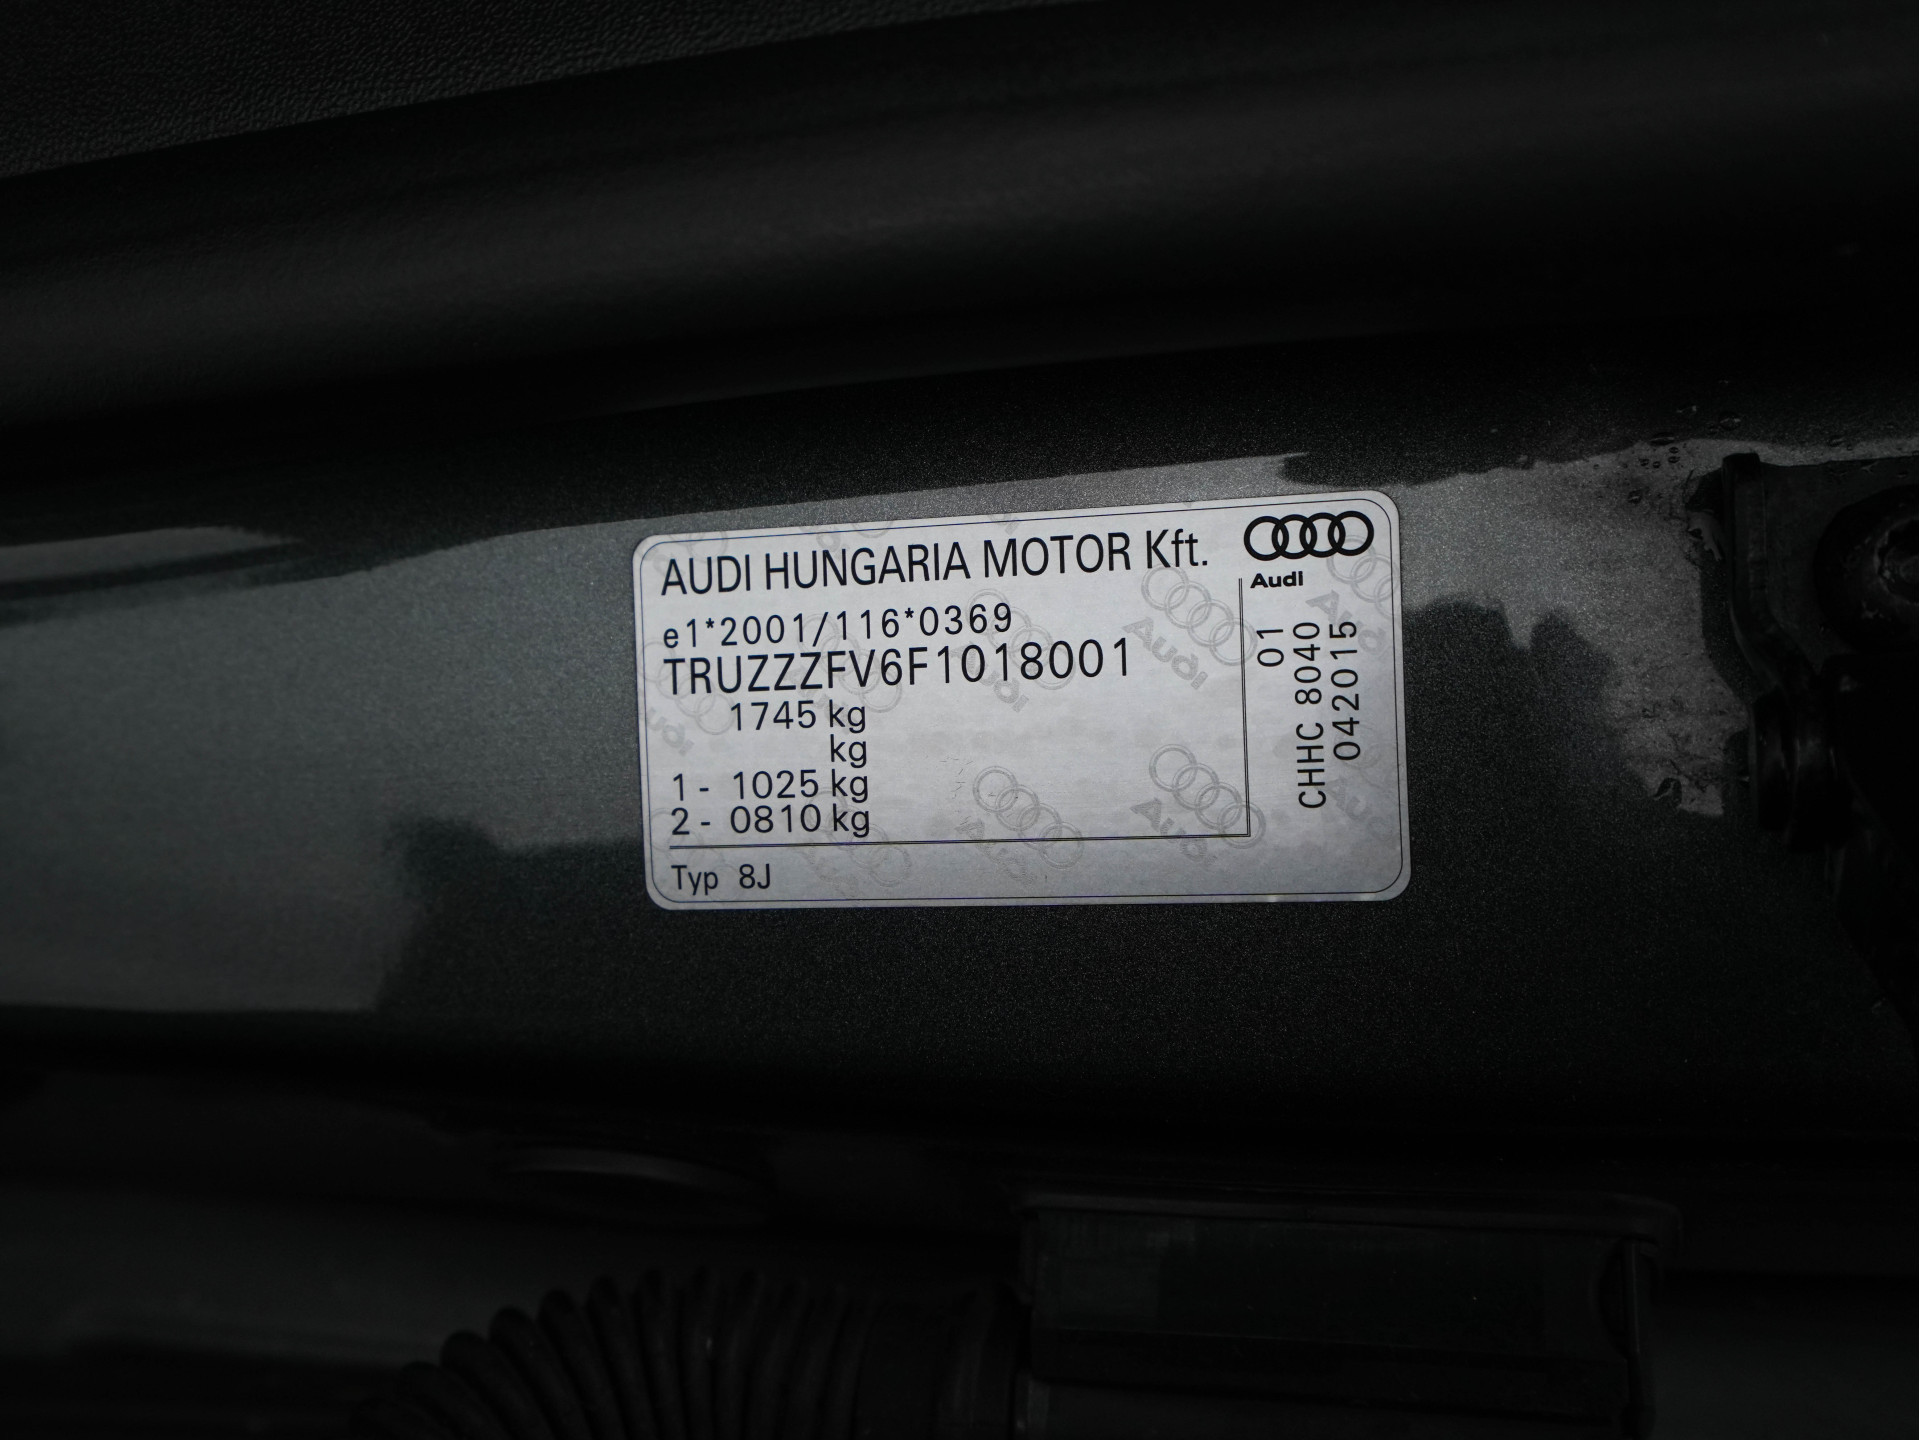 AUDI HUNGARIA MOTOR Kft.
Audi
e1*2001/116*0369
TRUZZZFV6F1018001
1745 kg
kg
1 - 1025 kg
2 - 0810 kg
Typ 8J
01
CHHC 8040
042015